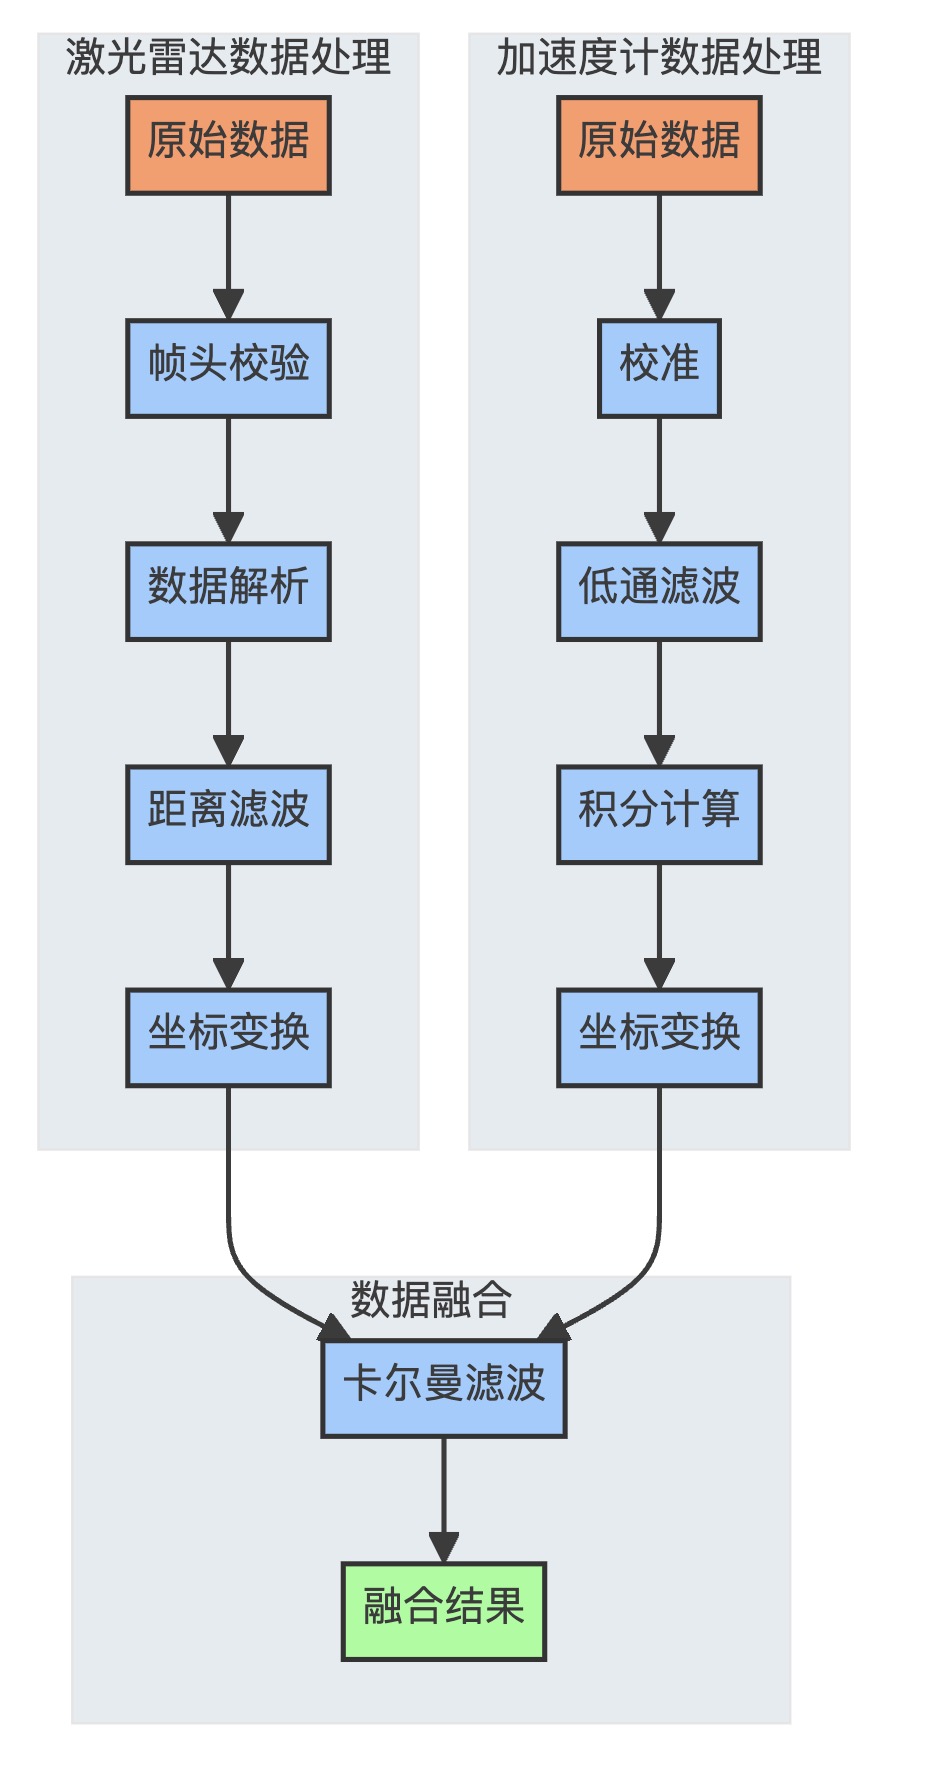 激光雷达数据处理
原始数据
帧头校验
数据解析
距离滤波
坐标变换
加速度计数据处理
原始数据
校准
低通滤波
积分计算
坐标变换
数据融合
卡尔曼滤波
融合结果